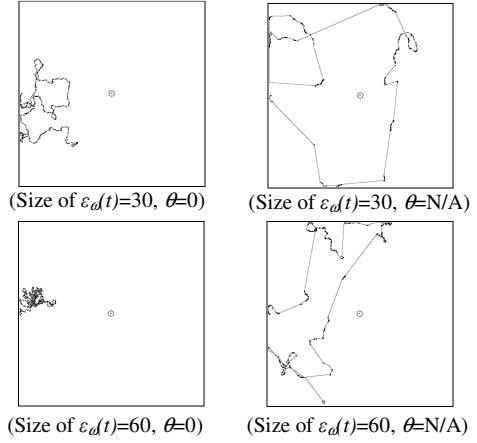 (Size of εω(t)=30, θ=0)
(Size of εω(t)=30, θ=N/A)
(Size of εω(t)=60, θ=0)
(Size of εω(t)=60, θ=N/A)